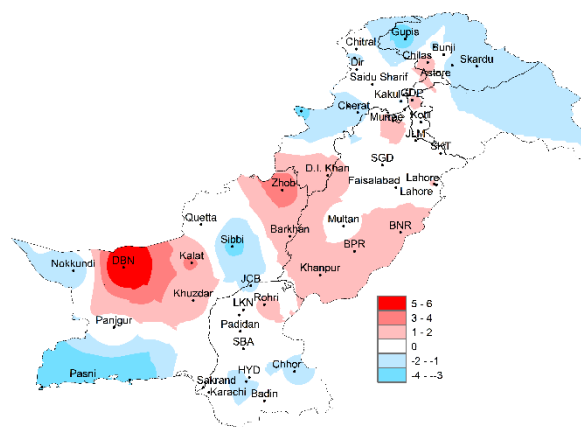 Gupis
Chitral
Bunji
Chilas
Dir
Skardu
Astore
Saidu Sharif
Kakul
GDP
Cherat
Murree
Kotli
JLM
SKT
SGD
D.I. Khan
Zhob
Faisalabad
Lahore
Lahore
Quetta
Multan
BNR
Barkhan
Sibbi
BPR
DBN
Kalat
Nokkundi
Khanpur
JCB
Khuzdar
Rohri
LKN
Panjgur
Padidan
SBA
Pasni
HYD
Chhor
Sakrand
Karachi
Badin
5 - 6
3 - 4
1 - 2
0
-2 - -1
-4 - -3